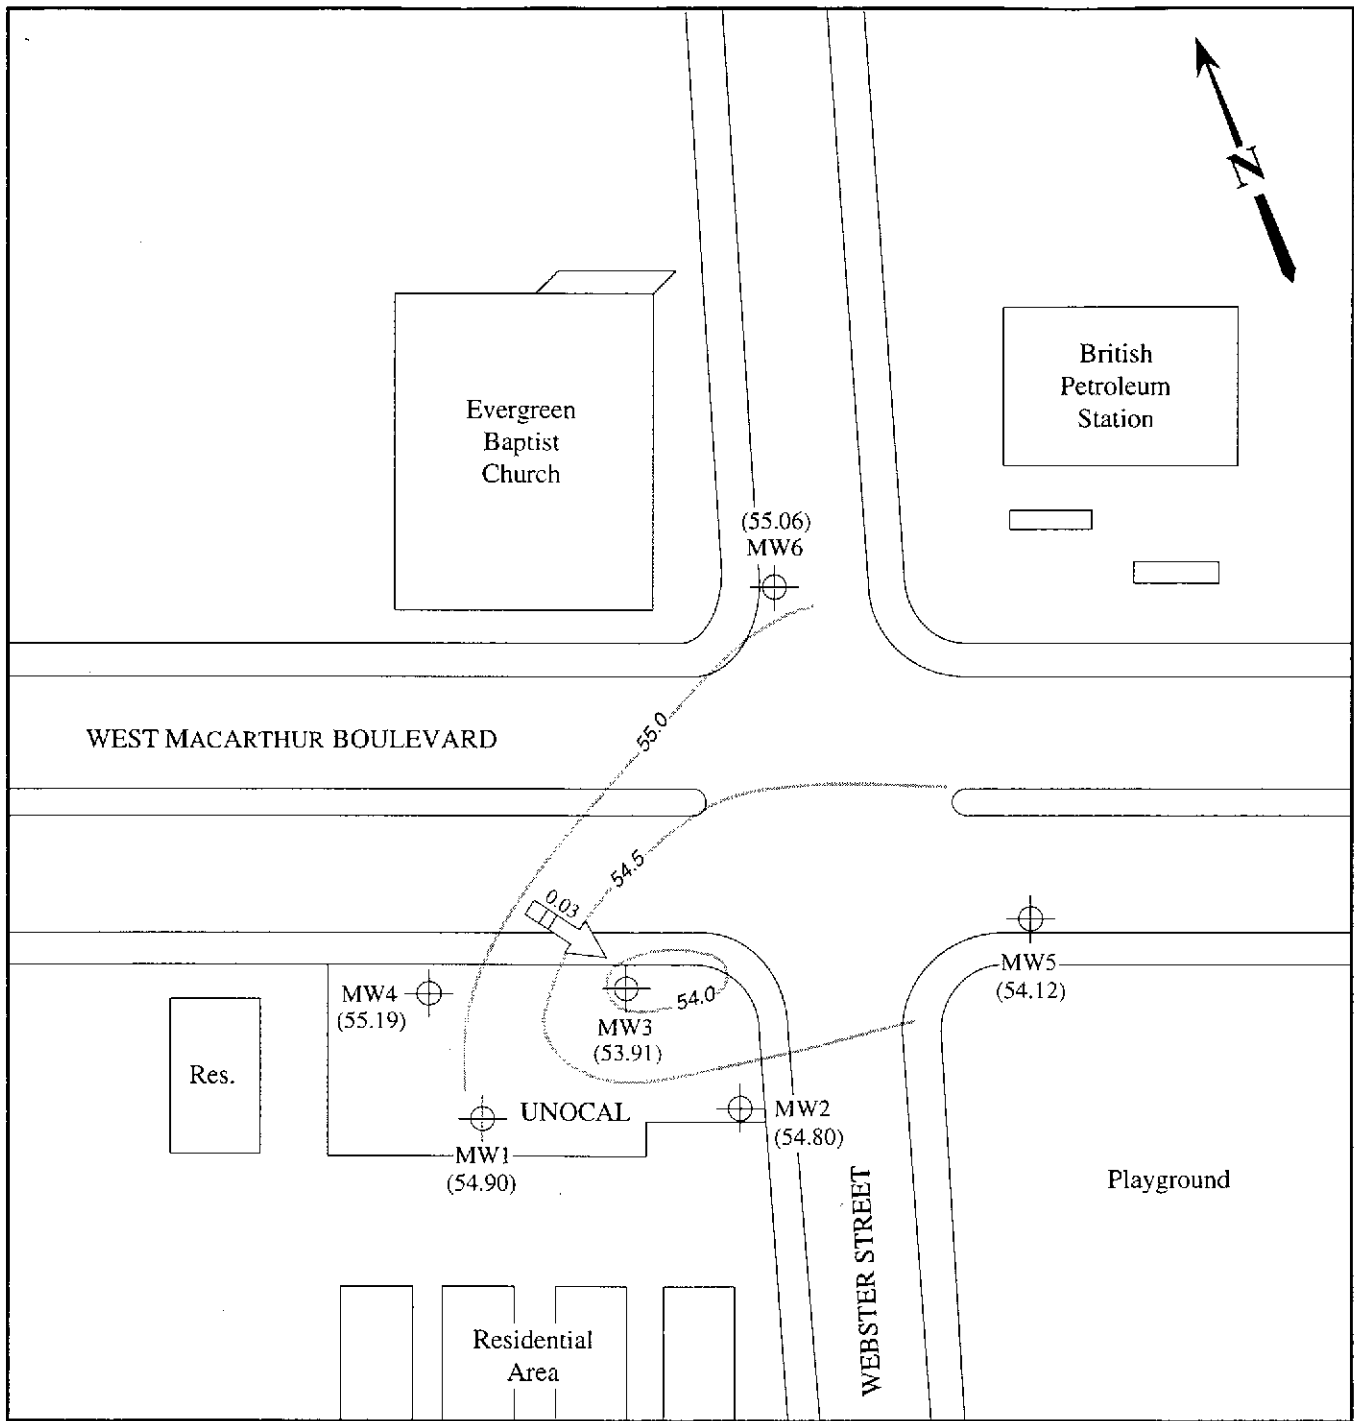 N
British
Petroleum
Station
Evergreen
Baptist
Church
(55.06)
MW6
WEST MACARTHUR BOULEVARD
55.0
54.5
0.03
MW4
(55.19)
54.0
MW5
(54.12)
MW3
(53.91)
Res.
UNOCAL
MW2
(54.80)
MW1
(54.90)
Playground
WEBSTER STREET
Residential
Area